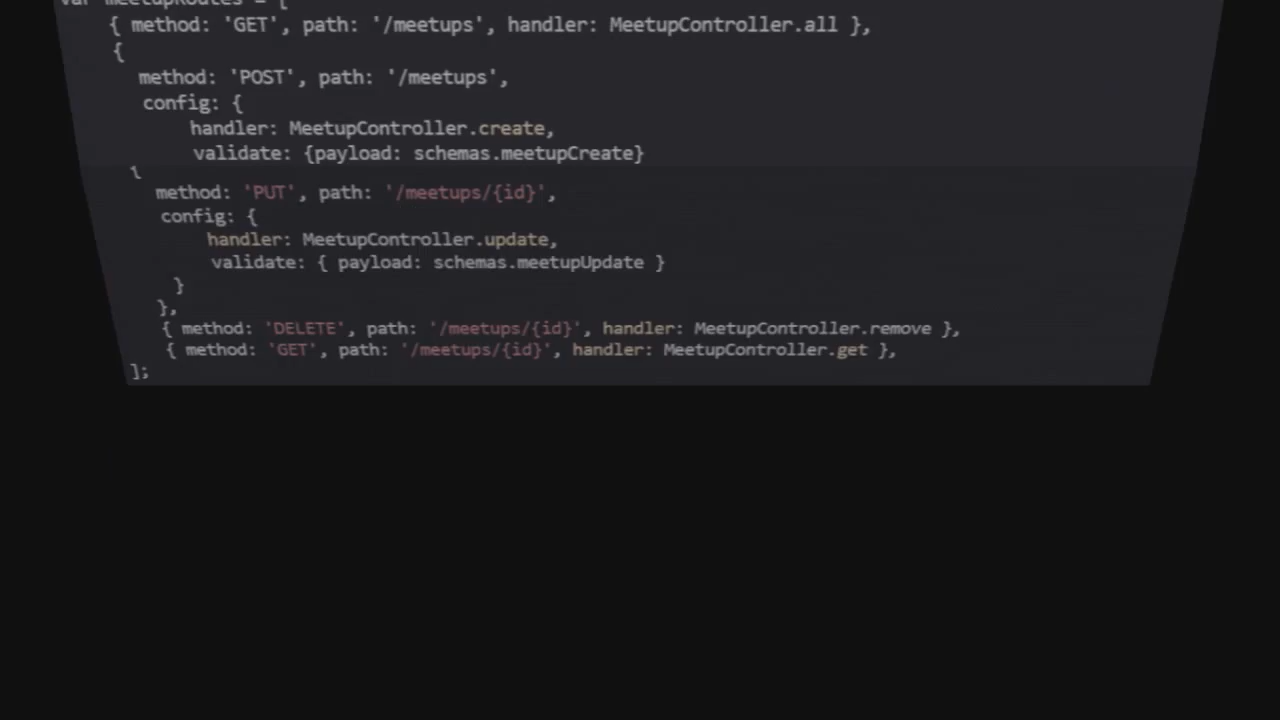 var meetupRoutes = [
{ method: 'GET', path: '/meetups', handler: MeetupController.all },
{
method: 'POST', path: '/meetups',
config: {
handler: MeetupController.create,
validate: {payload: schemas.meetupCreate}
{
method: 'PUT', path: '/meetups/{id}',
config: {
handler: MeetupController.update,
validate: { payload: schemas.meetupUpdate }
}
},
{ method: 'DELETE', path: '/meetups/{id}', handler: MeetupController.remove },
{ method: 'GET', path: '/meetups/{id}', handler: MeetupController.get },
];